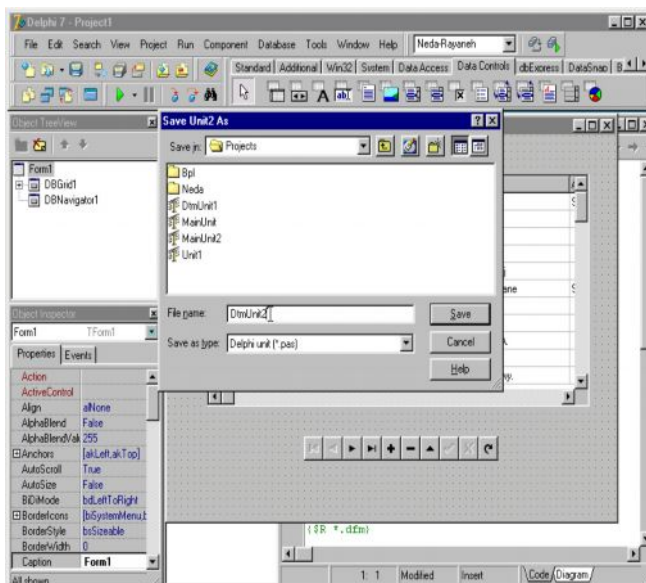 Delphi 7 - Project1
File Edit Search View Project Run Component Database Tools Window Help Neda-Rayaneh
Standard Additional Win32 System Data Access Data Controls dbExpress DataSnap B
Object TreeView
Form1
DBGrid1
DBNavigator1
Save Unit2 As
Save in: Projects
Bpl
Neda
DtmUnit1
MainUnit
MainUnit2
Unit1
File name: DtmUnit2 Save
Save as type: Delphi unit (*.pas) Cancel
Help
Object Inspector
Form1 TForm1
Properties Events
Action
ActiveControl
Align alNone
AlphaBlend False
AlphaBlendVal 255
Anchors [akLeft,akTop]
AutoScroll True
AutoSize False
BiDiMode bdLeftToRight
BorderIcons [biSystemMenu,b
BorderStyle bsSizeable
BorderWidth 0
Caption Form1
All shown
{$R *.dfm}
1: 1 Modified Insert Code Diagram